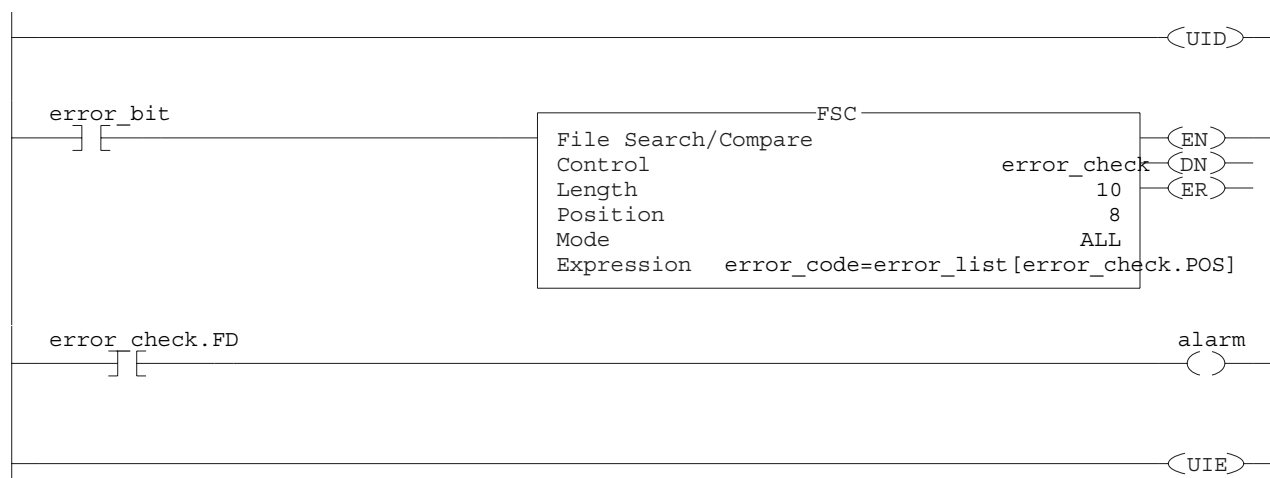 UID
error_bit
FSC
File Search/Compare EN
Control error_check DN
Length 10 ER
Position 8
Mode ALL
Expression error_code=error_list[error_check.POS]
error_check.FD alarm
UIE